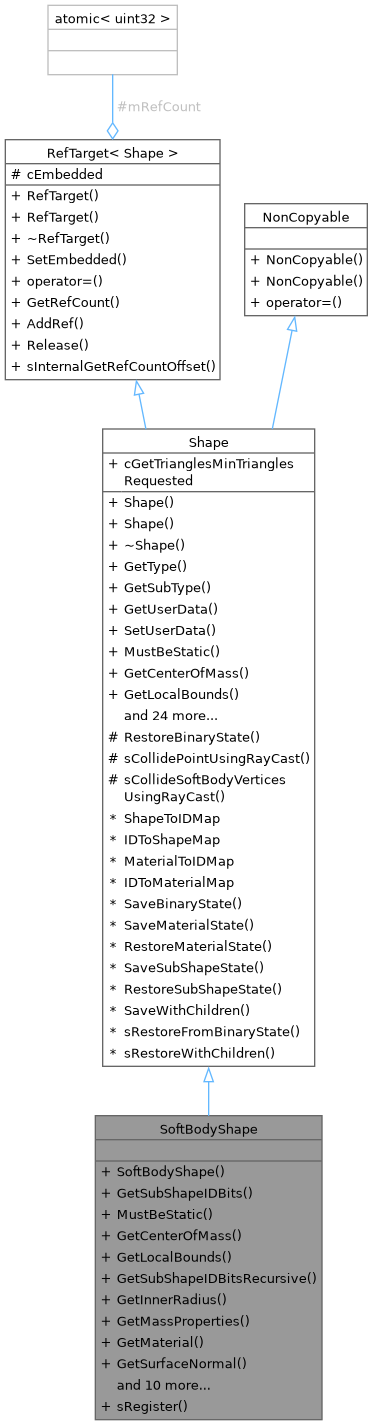 atomic< uint32 >
#mRefCount
RefTarget< Shape >
# cEmbedded
+ RefTarget()
+ RefTarget()
+ ~RefTarget()
+ SetEmbedded()
+ operator=()
+ GetRefCount()
+ AddRef()
+ Release()
+ sInternalGetRefCountOffset()
NonCopyable
+ NonCopyable()
+ NonCopyable()
+ operator=()
Shape
+ cGetTrianglesMinTriangles
Requested
+ Shape()
+ Shape()
+ ~Shape()
+ GetType()
+ GetSubType()
+ GetUserData()
+ SetUserData()
+ MustBeStatic()
+ GetCenterOfMass()
+ GetLocalBounds()
and 24 more...
# RestoreBinaryState()
# sCollidePointUsingRayCast()
# sCollideSoftBodyVertices
UsingRayCast()
* ShapeToIDMap
* IDToShapeMap
* MaterialToIDMap
* IDToMaterialMap
* SaveBinaryState()
* SaveMaterialState()
* RestoreMaterialState()
* SaveSubShapeState()
* RestoreSubShapeState()
* SaveWithChildren()
* sRestoreFromBinaryState()
* sRestoreWithChildren()
SoftBodyShape
+ SoftBodyShape()
+ GetSubShapeIDBits()
+ MustBeStatic()
+ GetCenterOfMass()
+ GetLocalBounds()
+ GetSubShapeIDBitsRecursive()
+ GetInnerRadius()
+ GetMassProperties()
+ GetMaterial()
+ GetSurfaceNormal()
and 10 more...
+ sRegister()